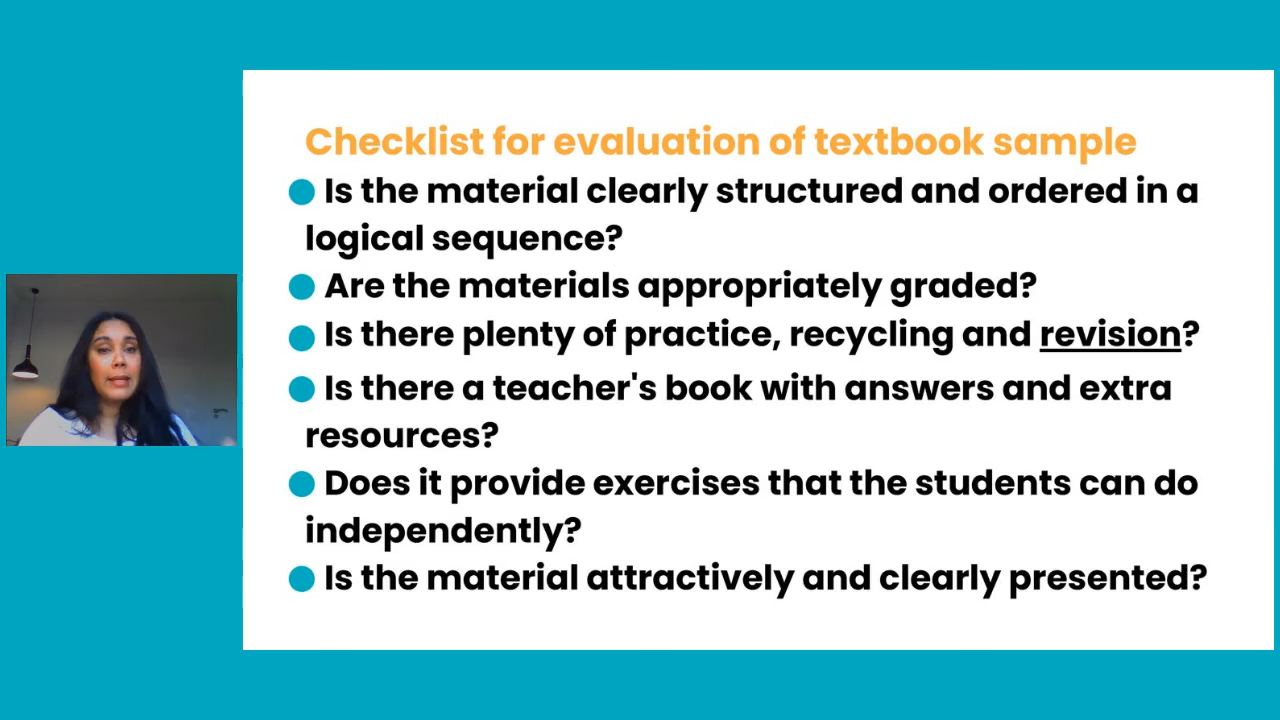 Checklist for evaluation of textbook sample
● Is the material clearly structured and ordered in a
logical sequence?
● Are the materials appropriately graded?
● Is there plenty of practice, recycling and revision?
● Is there a teacher's book with answers and extra
resources?
● Does it provide exercises that the students can do
independently?
● Is the material attractively and clearly presented?